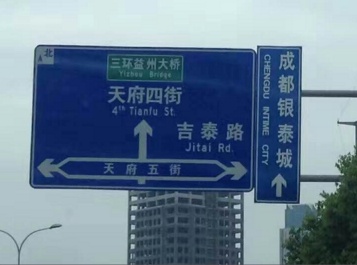 北
三环益州大桥
Yizhou Bridge
天府四街
4th Tianfu St.
吉泰路
Jitai Rd.
天府五街
成都银泰城
CHENGDU INTIME CITY